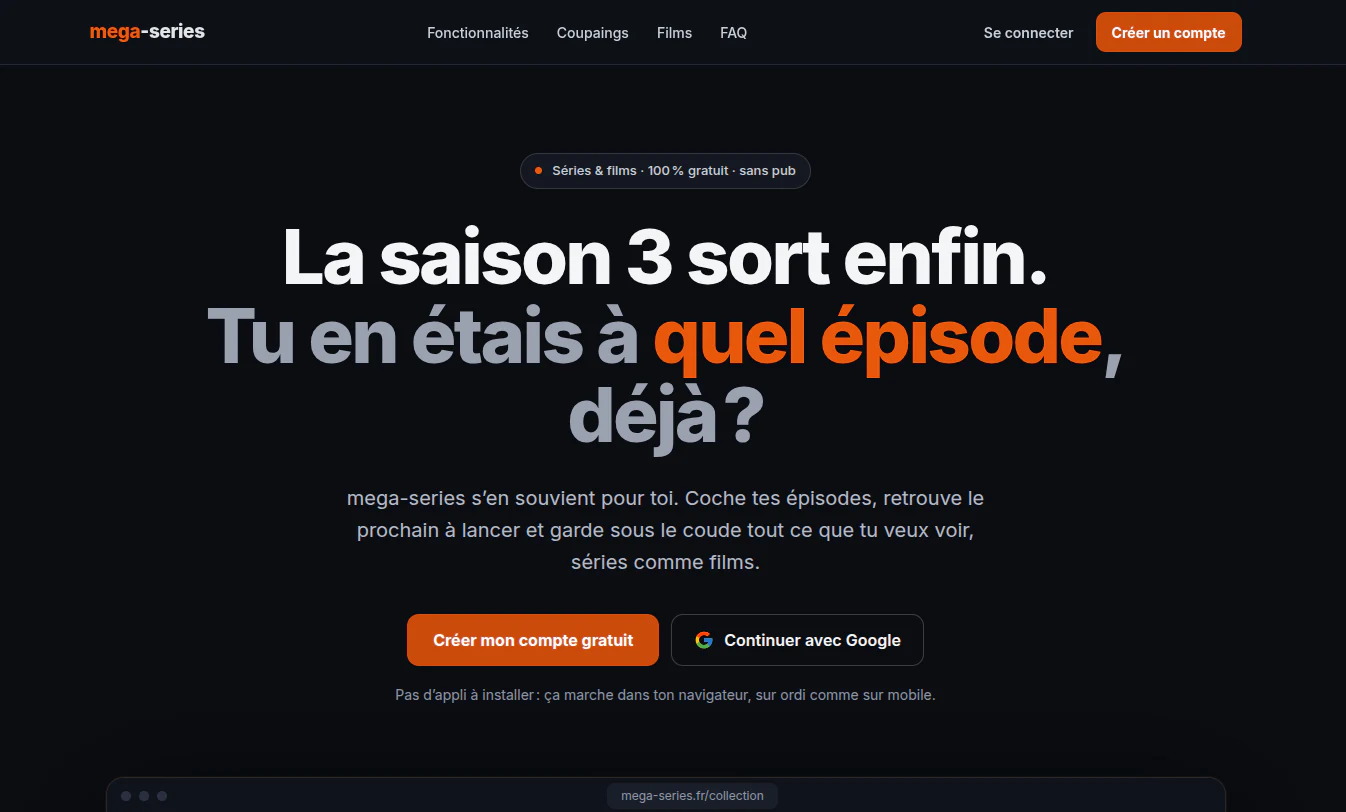 mega-series
Fonctionnalités
Coupaings
Films
FAQ
Se connecter
Créer un compte
Séries & films · 100 % gratuit · sans pub
La saison 3 sort enfin.
Tu en étais à quel épisode,
déjà ?
mega-series s’en souvient pour toi. Coche tes épisodes, retrouve le
prochain à lancer et garde sous le coude tout ce que tu veux voir,
séries comme films.
Créer mon compte gratuit
Continuer avec Google
Pas d’appli à installer : ça marche dans ton navigateur, sur ordi comme sur mobile.
mega-series.fr/collection